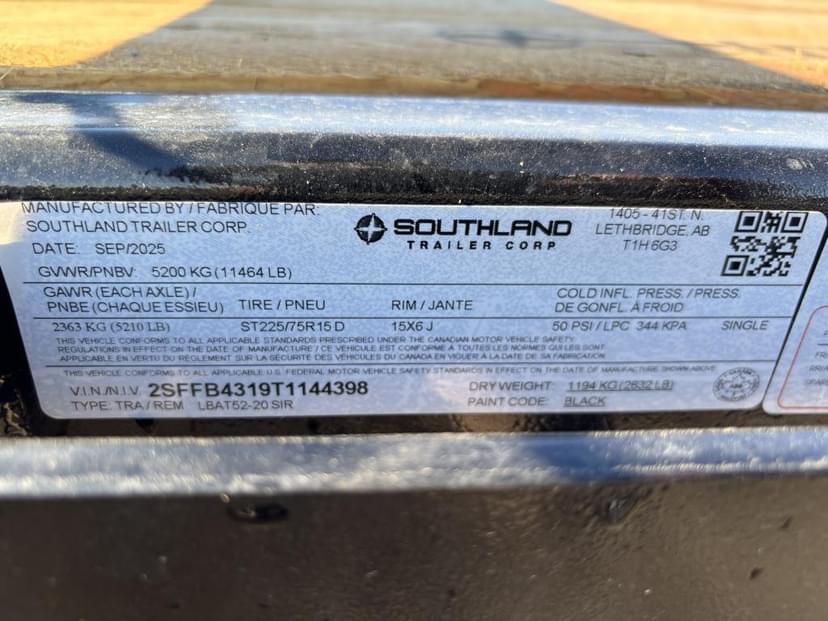 MANUFACTURED BY / FABRIQUE PAR:
SOUTHLAND TRAILER CORP.
DATE: SEP/2025
SOUTHLAND
TRAILER CORP
1405 - 41ST. N.
LETHBRIDGE, AB
T1H 6G3
GVWR/PNBV: 5200 KG (11464 LB)
GAWR (EACH AXLE) / PNBE (CHAQUE ESSIEU) TIRE / PNEU RIM / JANTE COLD INFL. PRESS. / PRESS. DE GONFL. À FROID
2363 KG (5210 LB) ST225/75R15 D 15X6 J 50 PSI / LPC 344 KPA SINGLE
THIS VEHICLE CONFORMS TO ALL APPLICABLE STANDARDS PRESCRIBED UNDER THE CANADIAN MOTOR VEHICLE SAFETY
REGULATIONS IN EFFECT ON THE DATE OF MANUFACTURE / CE VÉHICULE EST CONFORME À TOUTES LES NORMES QUI LUI SONT
APPLICABLE EN VERTU DU RÈGLEMENT SUR LA SÉCURITÉ DES VÉHICULES DU CANADA EN VIGUER À LA DATE DE SA FABRICATION
THIS VEHICLE CONFORMS TO ALL APPLICABLE U.S. FEDERAL MOTOR VEHICLE SAFETY STANDARDS IN EFFECT ON THE DATE OF MANUFACTURE SHOWN ABOVE
V.I.N./N.I.V. 2SFFB4319T1144398 DRY WEIGHT: 1194 KG (2632 LB)
TYPE: TRA / REM LBAT52-20 SIR PAINT CODE: BLACK